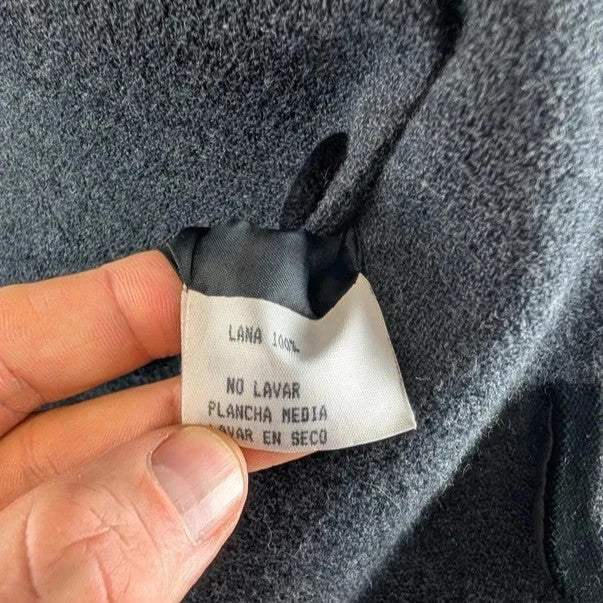 LANA 100%
NO LAVAR
PLANCHA MEDIA
LAVAR EN SECO